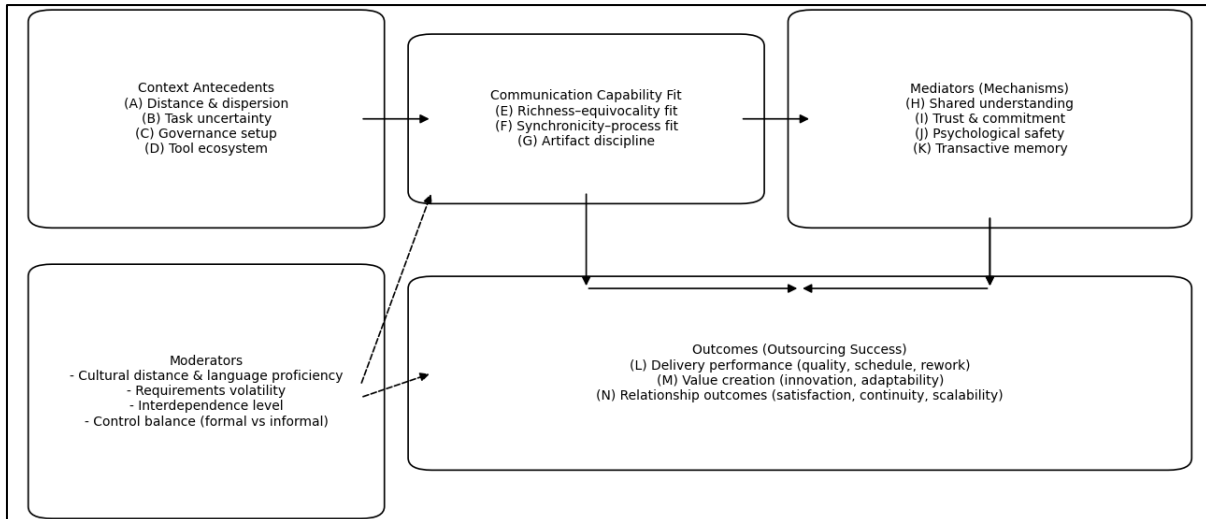 Context Antecedents
(A) Distance & dispersion
(B) Task uncertainty
(C) Governance setup
(D) Tool ecosystem
Communication Capability Fit
(E) Richness–equivocality fit
(F) Synchronicity–process fit
(G) Artifact discipline
Mediators (Mechanisms)
(H) Shared understanding
(I) Trust & commitment
(J) Psychological safety
(K) Transactive memory
Moderators
- Cultural distance & language proficiency
- Requirements volatility
- Interdependence level
- Control balance (formal vs informal)
Outcomes (Outsourcing Success)
(L) Delivery performance (quality, schedule, rework)
(M) Value creation (innovation, adaptability)
(N) Relationship outcomes (satisfaction, continuity, scalability)